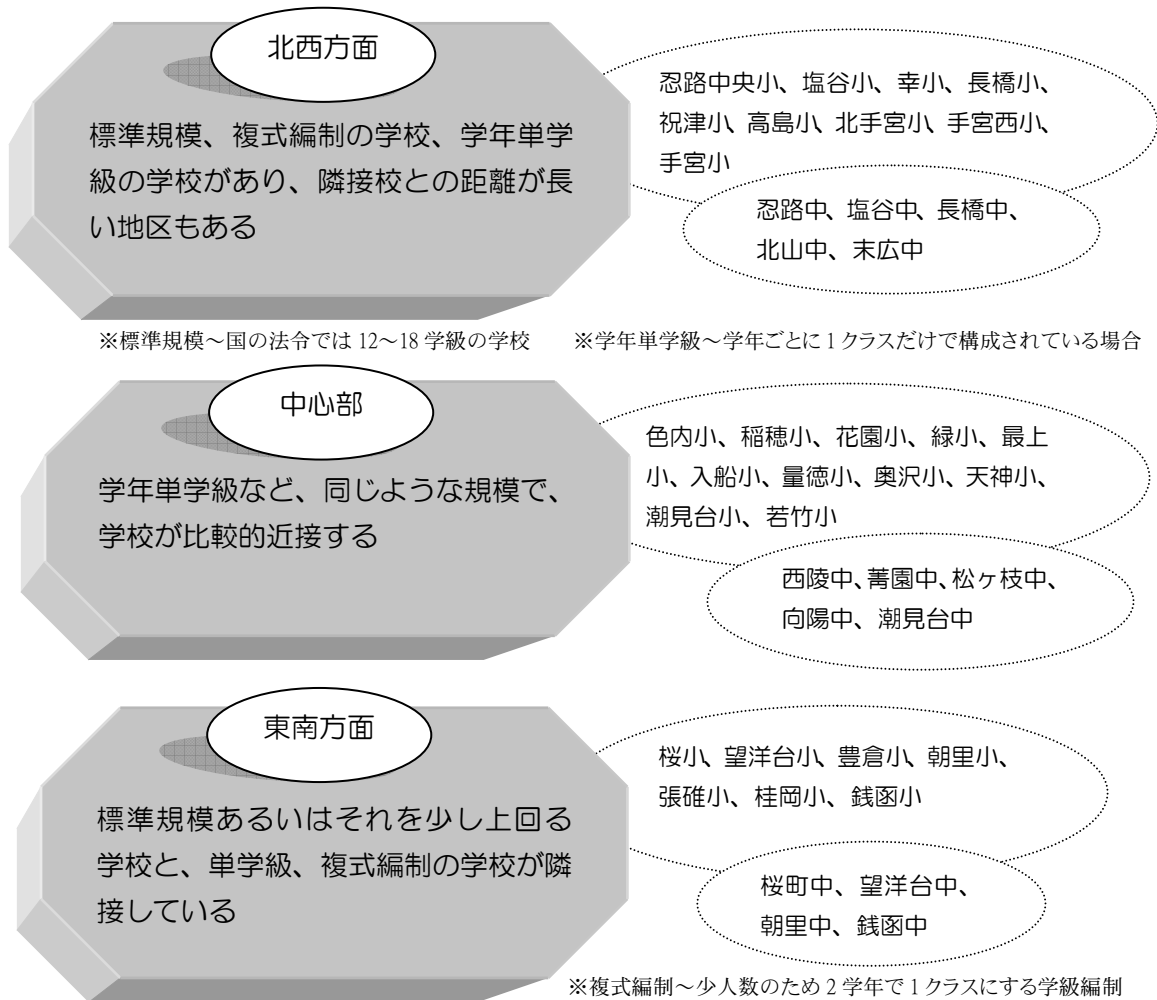 北西方面
標準規模、複式編制の学校、学年単学
級の学校があり、隣接校との距離が長
い地区もある
忍路中央小、塩谷小、幸小、長橋小、
祝津小、高島小、北手宮小、手宮西小、
手宮小
忍路中、塩谷中、長橋中、
北山中、末広中
※標準規模～国の法令では 12～18 学級の学校
※学年単学級～学年ごとに 1 クラスだけで構成されている場合
中心部
学年単学級など、同じような規模で、
学校が比較的近接する
色内小、稲穂小、花園小、緑小、最上
小、入船小、量徳小、奥沢小、天神小、
潮見台小、若竹小
西陵中、菁園中、松ヶ枝中、
向陽中、潮見台中
東南方面
標準規模あるいはそれを少し上回る
学校と、単学級、複式編制の学校が隣
接している
桜小、望洋台小、豊倉小、朝里小、
張碓小、桂岡小、銭函小
桜町中、望洋台中、
朝里中、銭函中
※複式編制～少人数のため 2 学年で 1 クラスにする学級編制